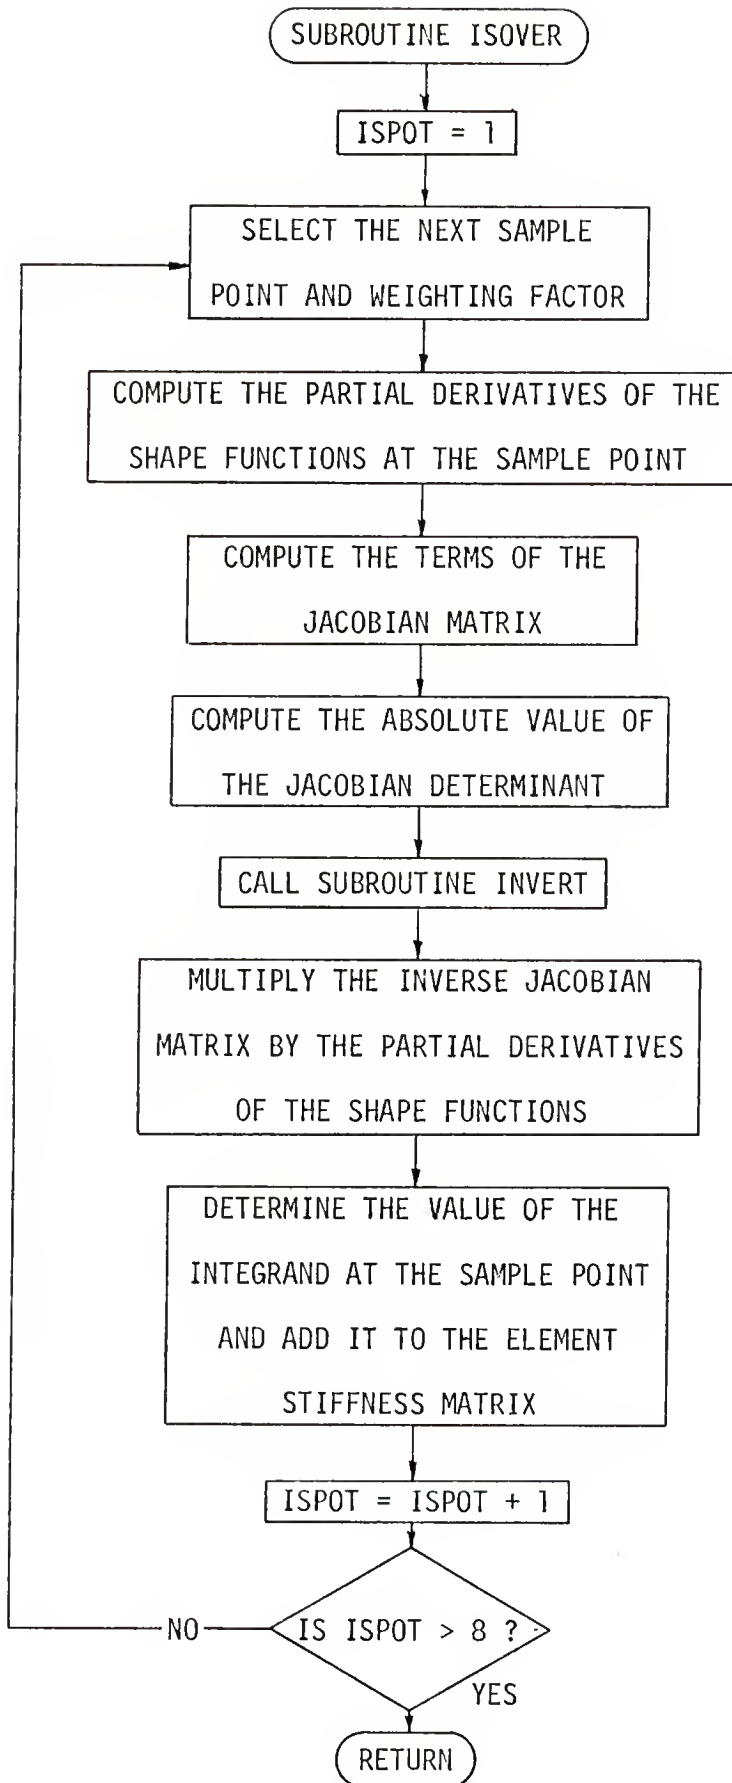 SUBROUTINE ISOVER
ISPOT = 1
SELECT THE NEXT SAMPLE
POINT AND WEIGHTING FACTOR
COMPUTE THE PARTIAL DERIVATIVES OF THE
SHAPE FUNCTIONS AT THE SAMPLE POINT
COMPUTE THE TERMS OF THE
JACOBIAN MATRIX
COMPUTE THE ABSOLUTE VALUE OF
THE JACOBIAN DETERMINANT
CALL SUBROUTINE INVERT
MULTIPLY THE INVERSE JACOBIAN
MATRIX BY THE PARTIAL DERIVATIVES
OF THE SHAPE FUNCTIONS
DETERMINE THE VALUE OF THE
INTEGRAND AT THE SAMPLE POINT
AND ADD IT TO THE ELEMENT
STIFFNESS MATRIX
ISPOT = ISPOT + 1
NO
IS ISPOT > 8 ?
YES
RETURN